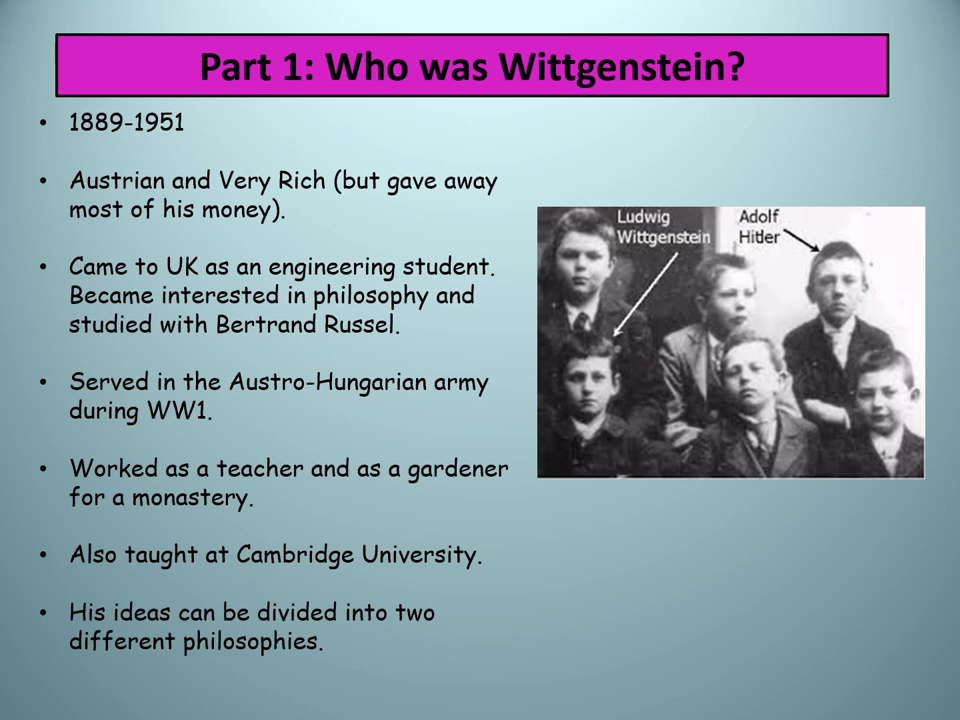 Part 1: Who was Wittgenstein?
• 1889-1951
• Austrian and Very Rich (but gave away
most of his money).
• Came to UK as an engineering student.
Became interested in philosophy and
studied with Bertrand Russel.
• Served in the Austro-Hungarian army
during WW1.
• Worked as a teacher and as a gardener
for a monastery.
• Also taught at Cambridge University.
• His ideas can be divided into two
different philosophies.
Ludwig
Wittgenstein
Adolf
Hitler